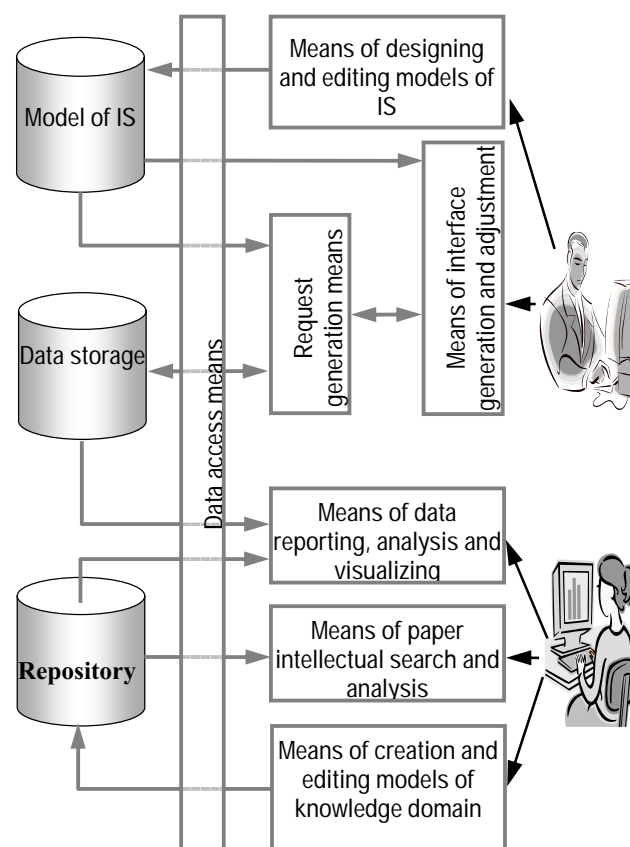 Means of designing
and editing models of
IS
Model of IS
Means of interface
generation and adjustment
Request
generation means
Data storage
Data access means
Means of data
reporting, analysis and
visualizing
Means of paper
intellectual search and
analysis
Repository
Means of creation and
editing models of
knowledge domain